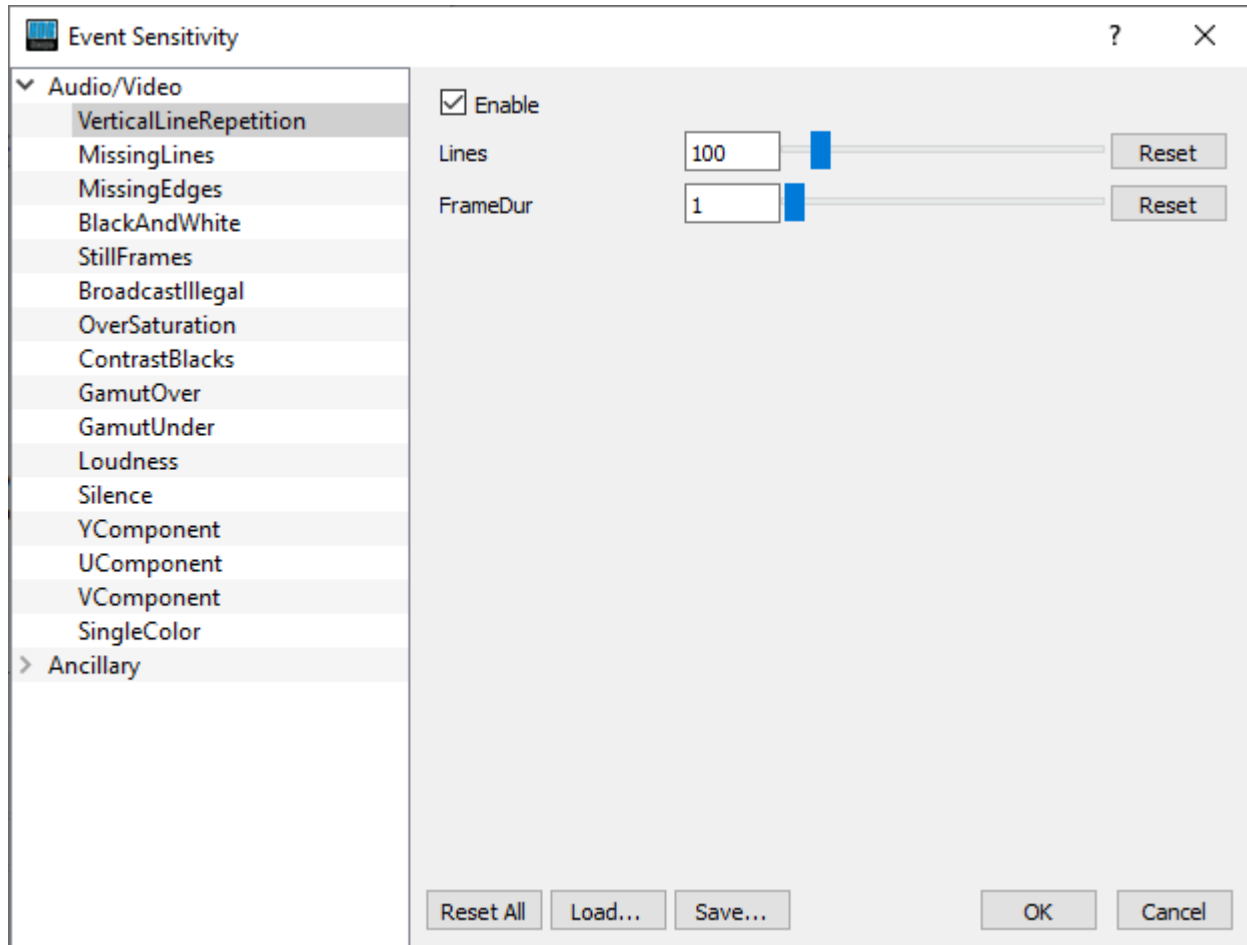 Event Sensitivity
?
Audio/Video
VerticalLineRepetition
MissingLines
MissingEdges
BlackAndWhite
StillFrames
BroadcastIllegal
OverSaturation
ContrastBlacks
GamutOver
GamutUnder
Loudness
Silence
YComponent
UComponent
VComponent
SingleColor
Ancillary
Enable
Lines 100 Reset
FrameDur 1 Reset
Reset All Load... Save... OK Cancel